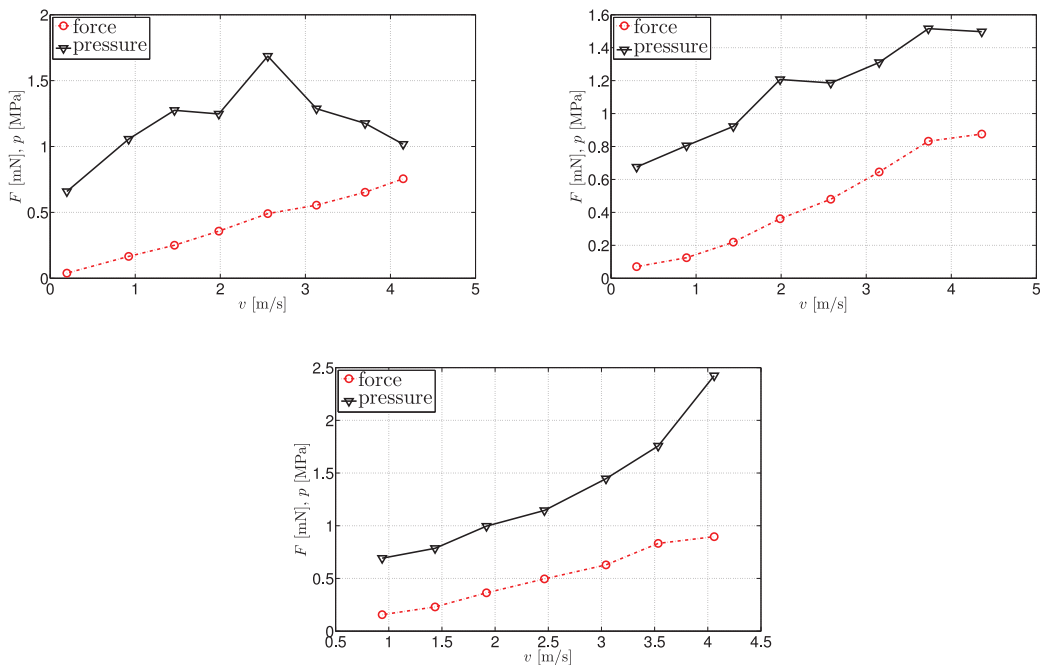 2
1.5
1
0.5
0
F [mN], p [MPa]
force
pressure
0 1 2 3 4 5
v [m/s]
1.6
1.4
1.2
1
0.8
0.6
0.4
0.2
0
F [mN], p [MPa]
force
pressure
0 1 2 3 4 5
v [m/s]
2.5
2
1.5
1
0.5
0
F [mN], p [MPa]
force
pressure
0.5 1 1.5 2 2.5 3 3.5 4 4.5
v [m/s]